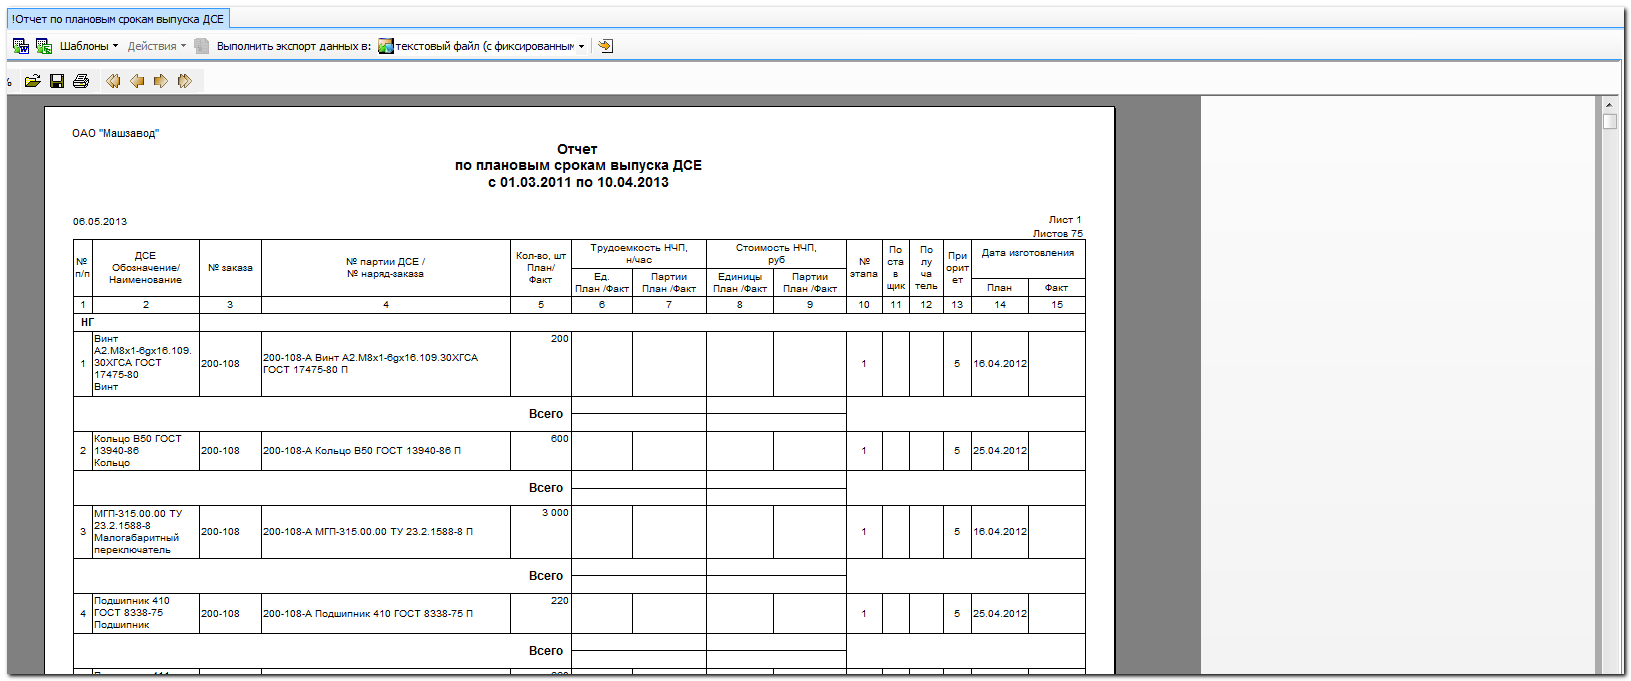 !Отчет по плановым срокам выпуска ДСЕ
Шаблоны Действия Выполнить экспорт данных в: текстовый файл (с фиксированным
%
ОАО "Машзавод"
Отчет
по плановым срокам выпуска ДСЕ
с 01.03.2011 по 10.04.2013
06.05.2013
Лист 1
Листов 75
№
п/п
ДСЕ
Обозначение/
Наименование
№ заказа
№ партии ДСЕ /
№ наряд-заказа
Кол-во, шт
План/
Факт
Трудоемкость НЧП,
н/час
Ед.
План /Факт
Партии
План /Факт
Стоимость НЧП,
руб
Единицы
План /Факт
Партии
План /Факт
№
этапа
По
ста
в
щик
По
лу
ча
тель
При
орит
ет
Дата изготовления
План
Факт
1 2 3 4 5 6 7 8 9 10 11 12 13 14 15
НГ
1
Винт
А2.М8х1-6gх16.109.
30ХГСА ГОСТ
17475-80
Винт
200-108
200-108-А Винт А2.М8х1-6gх16.109.30ХГСА
ГОСТ 17475-80 П
200
1
5
16.04.2012
Всего
2
Кольцо В50 ГОСТ
13940-86
Кольцо
200-108
200-108-А Кольцо В50 ГОСТ 13940-86 П
600
1
5
25.04.2012
Всего
3
МГП-315.00.00 ТУ
23.2.1588-8
Малогабаритный
переключатель
200-108
200-108-А МГП-315.00.00 ТУ 23.2.1588-8 П
3 000
1
5
16.04.2012
Всего
4
Подшипник 410
ГОСТ 8338-75
Подшипник
200-108
200-108-А Подшипник 410 ГОСТ 8338-75 П
220
1
5
25.04.2012
Всего